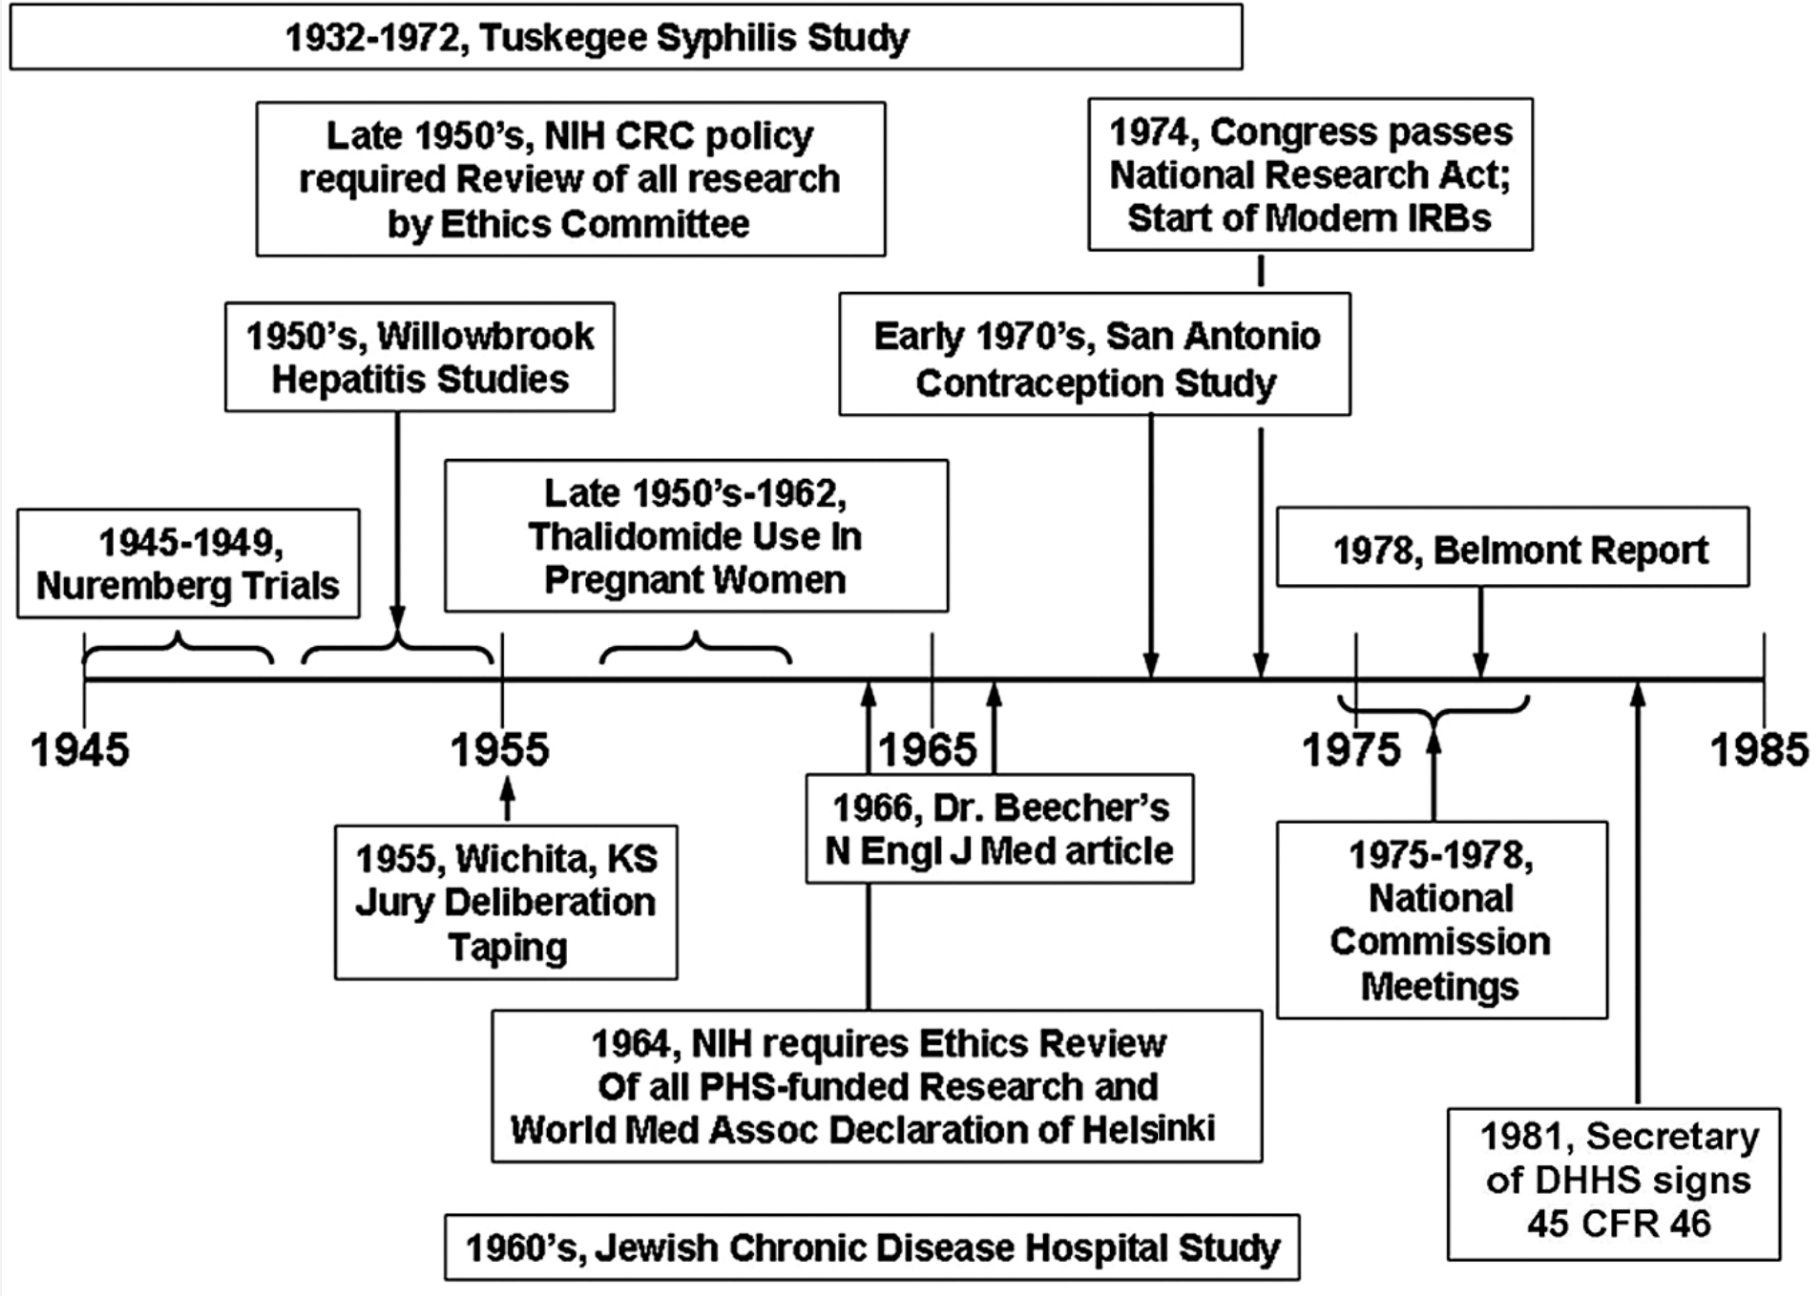 1932-1972, Tuskegee Syphilis Study
Late 1950's, NIH CRC policy
required Review of all research
by Ethics Committee
1974, Congress passes
National Research Act;
Start of Modern IRBs
1950's, Willowbrook
Hepatitis Studies
Early 1970's, San Antonio
Contraception Study
1945-1949,
Nuremberg Trials
Late 1950's-1962,
Thalidomide Use In
Pregnant Women
1978, Belmont Report
1945
1955
1965
1975
1985
1955, Wichita, KS
Jury Deliberation
Taping
1966, Dr. Beecher's
N Engl J Med article
1975-1978,
National
Commission
Meetings
1964, NIH requires Ethics Review
Of all PHS-funded Research and
World Med Assoc Declaration of Helsinki
1981, Secretary
of DHHS signs
45 CFR 46
1960's, Jewish Chronic Disease Hospital Study